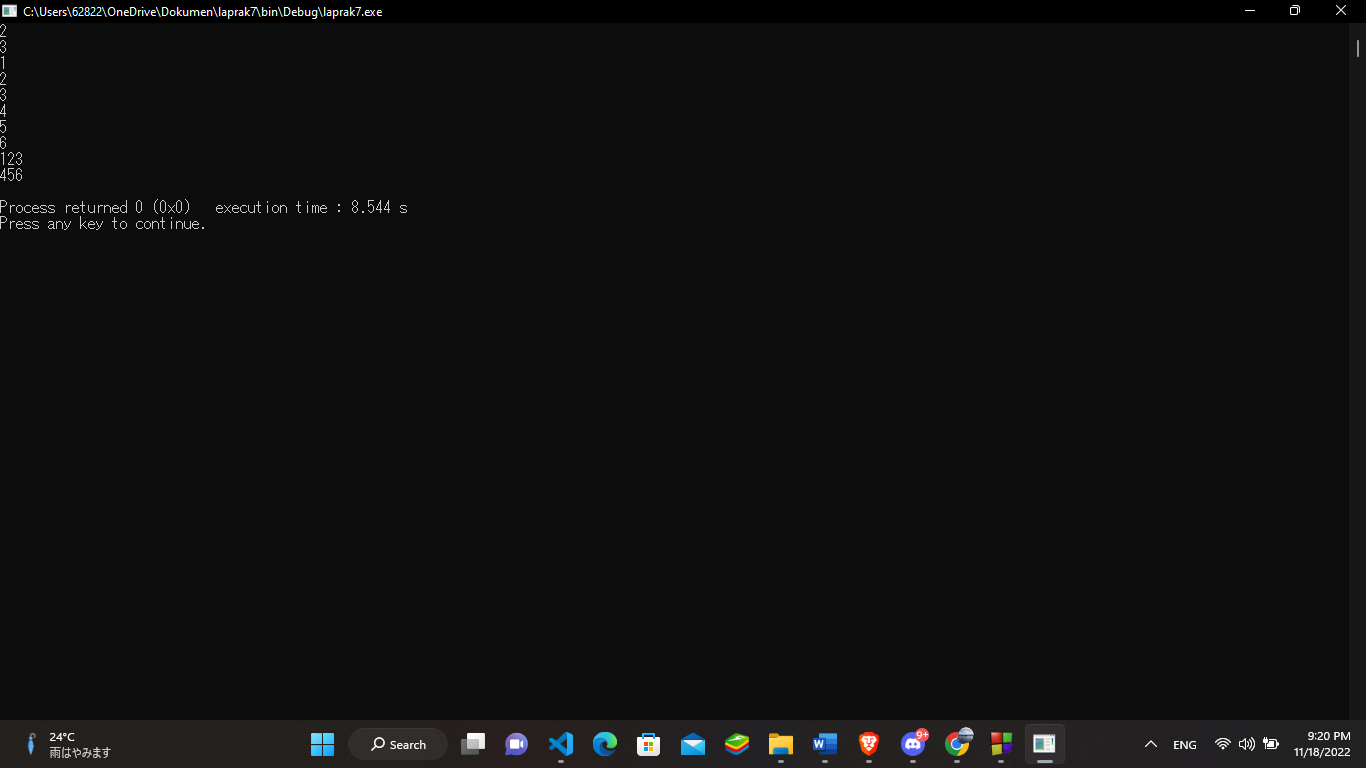 C:\Users\62822\OneDrive\Dokumen\laprak7\bin\Debug\laprak7.exe
2
3
1
2
3
4
5
6
123
456
Process returned 0 (0x0)   execution time : 8.544 s
Press any key to continue.
24°C
雨はやみます
Search
9+
ENG
9:20 PM
11/18/2022